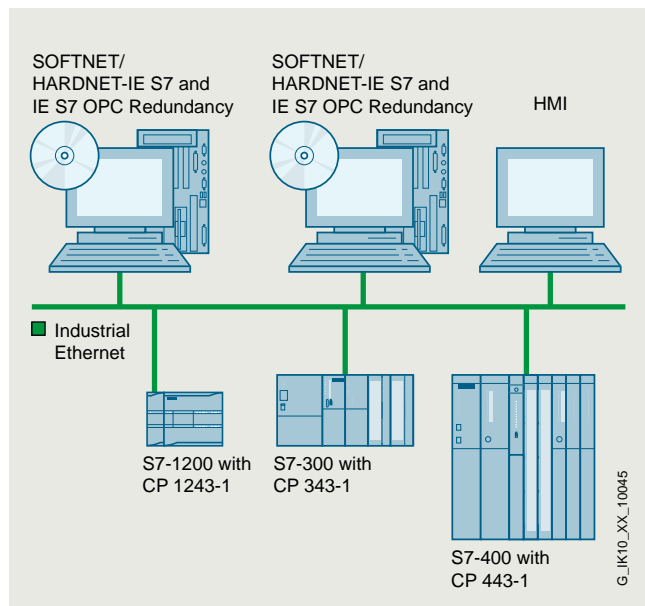 SOFTNET/
HARDNET-IE S7 and
IE S7 OPC Redundancy
SOFTNET/
HARDNET-IE S7 and
IE S7 OPC Redundancy
HMI
Industrial
Ethernet
S7-1200 with
CP 1243-1
S7-300 with
CP 343-1
S7-400 with
CP 443-1
G_IK10_XX_10045